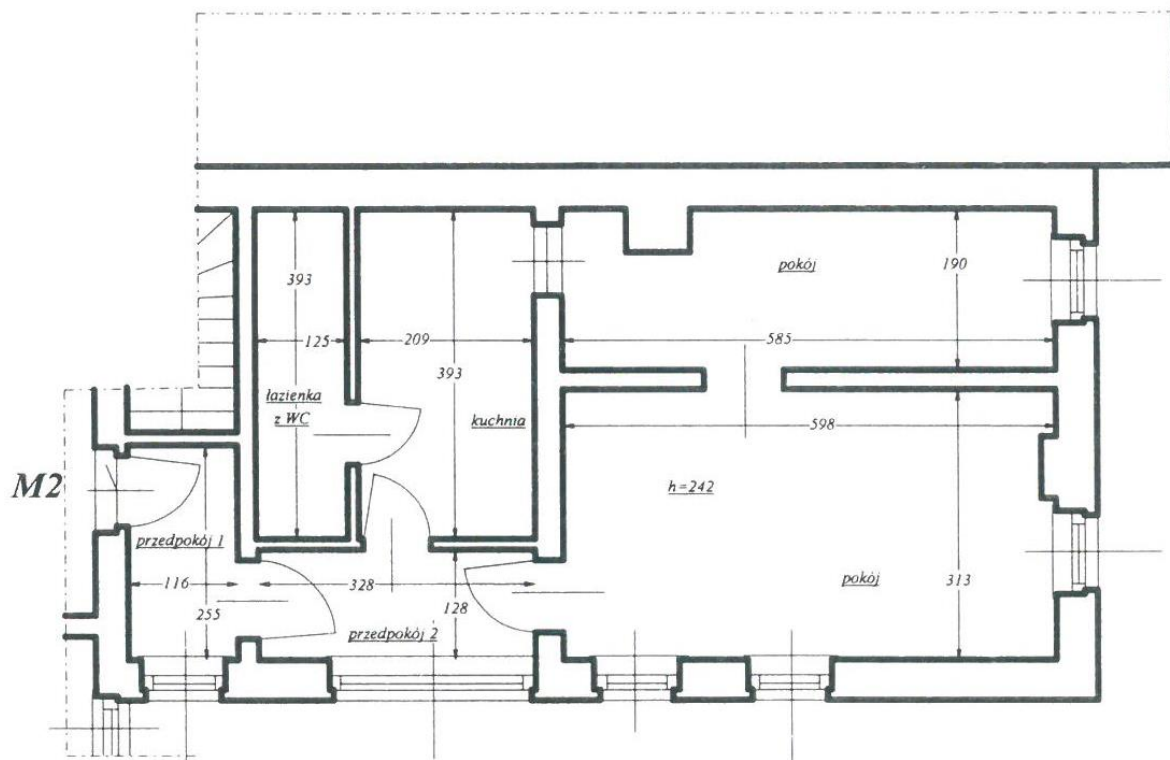 393
pokój
190
125
209
585
393
łazienka
z WC
kuchnia
598
M2
h=242
przedpokój 1
116
328
pokój
313
255
128
przedpokój 2